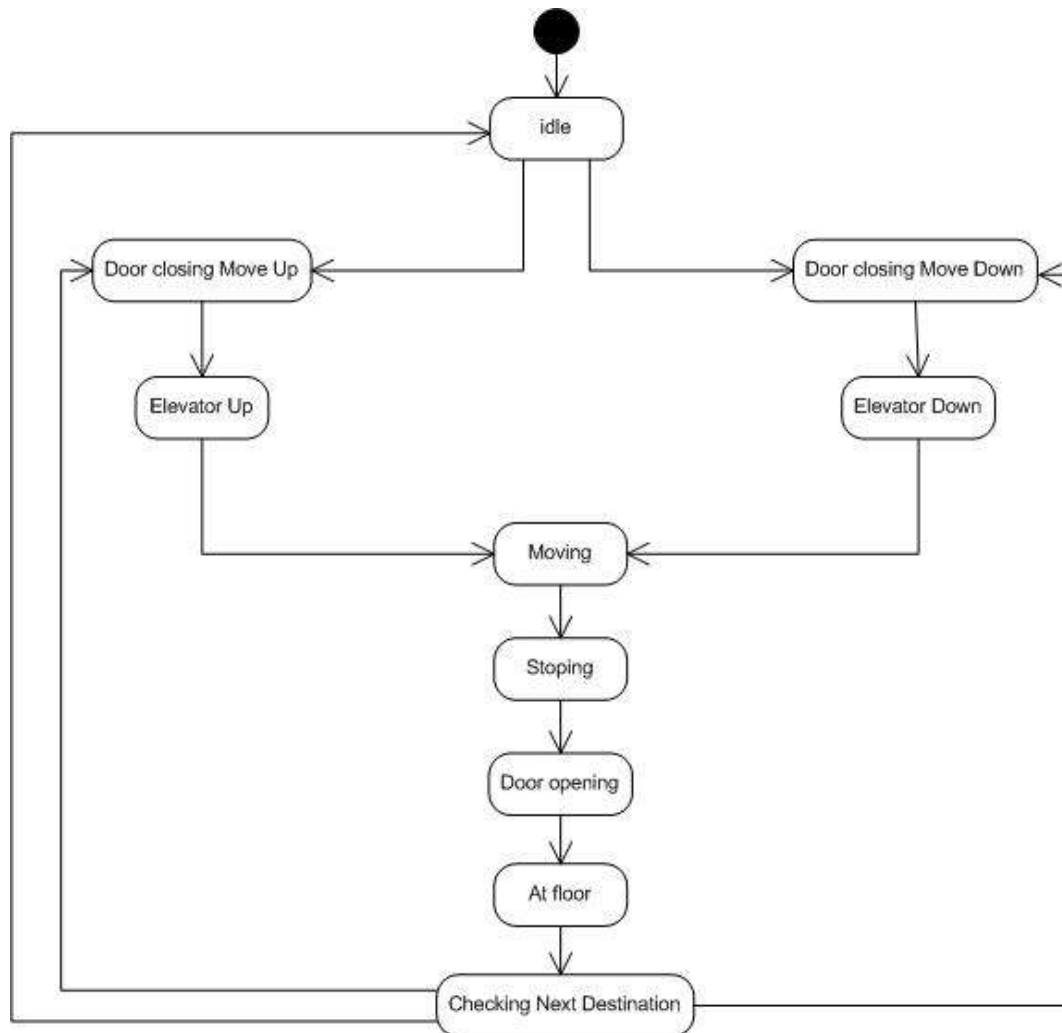 idle
Door closing Move Up
Door closing Move Down
Elevator Up
Elevator Down
Moving
Stoping
Door opening
At floor
Checking Next Destination